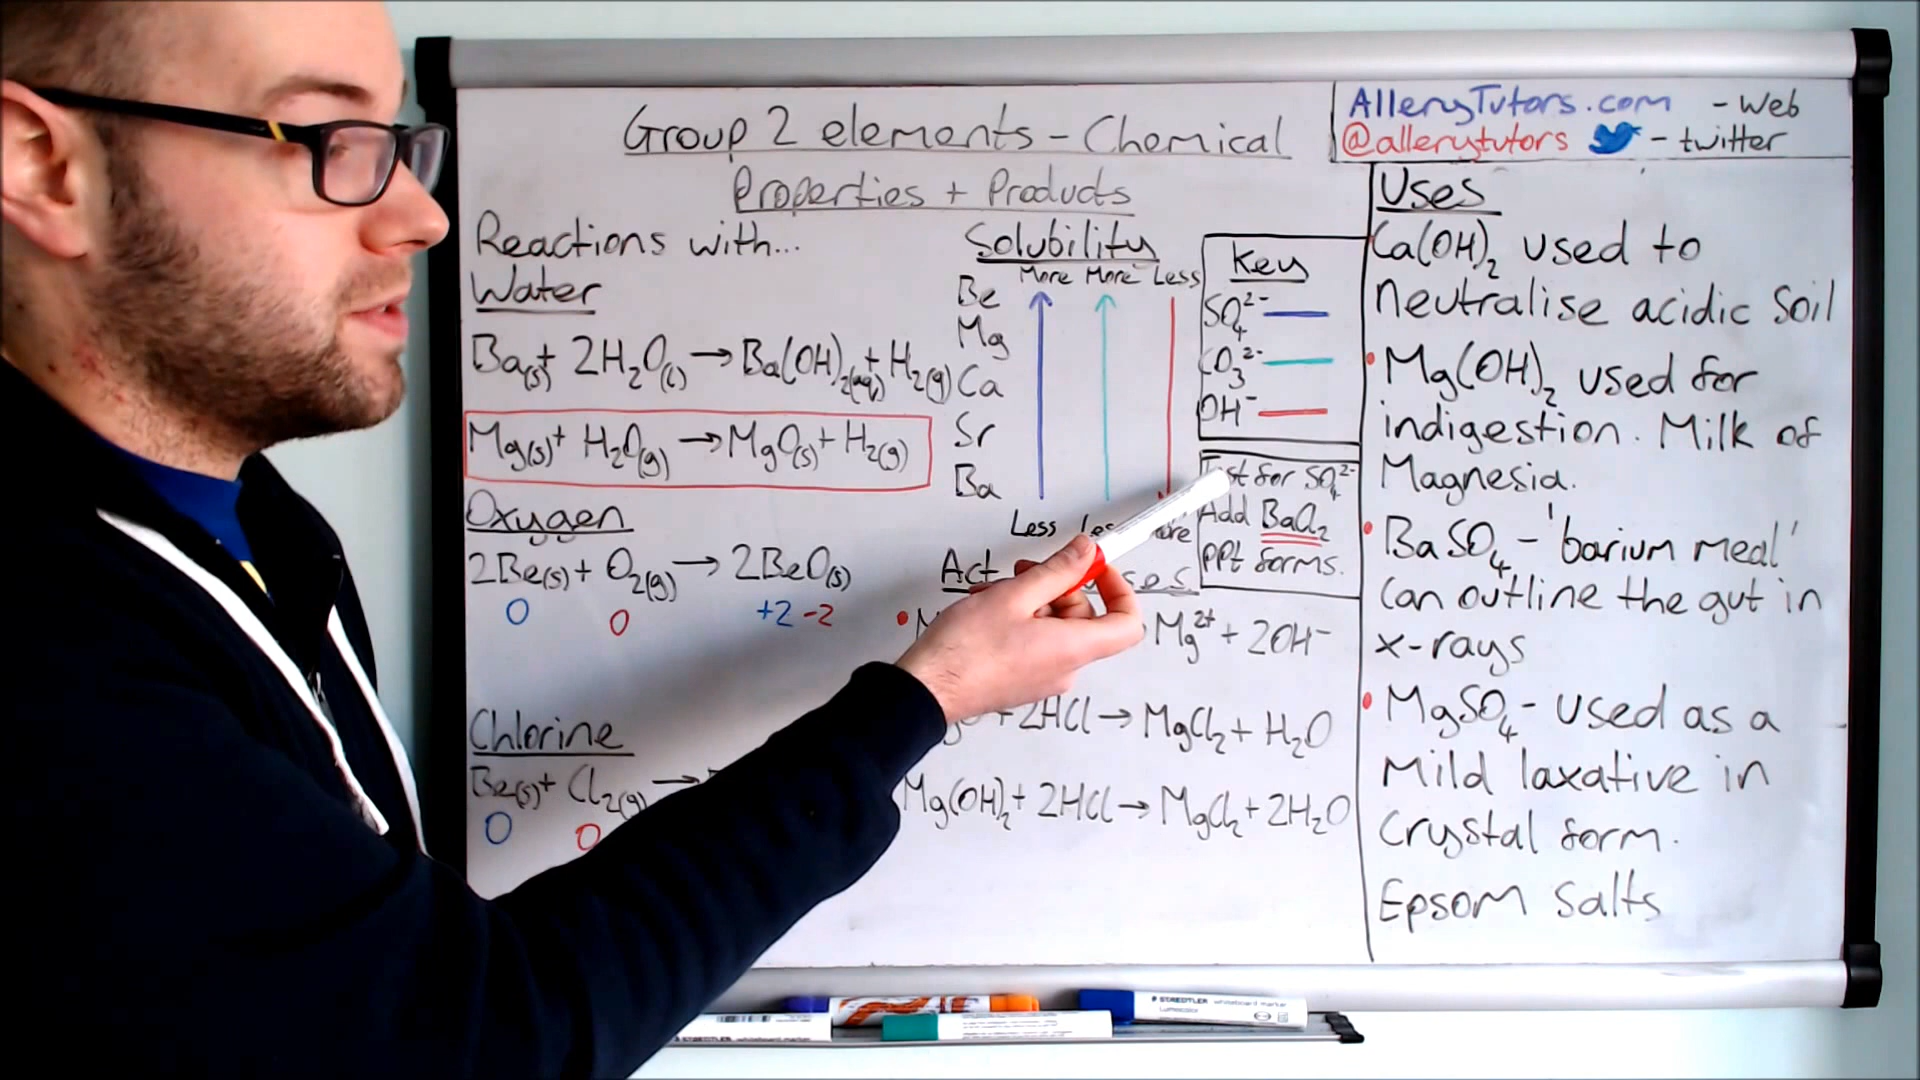 Group 2 elements - Chemical
Properties + Products
AlleryTutors.com - Web
@allerytutors - twitter
Reactions with...
Water
Ba(s) + 2H₂O(l) → Ba(OH)₂(aq) + H₂(g)
Mg(s) + H₂O(g) → MgO(s) + H₂(g)
Oxygen
2Be(s) + O₂(g) → 2BeO(s)
0 0 +2 -2
Chlorine
Be(s) + Cl₂(g) →
0 0
Solubility
More More Less
Be
Mg
Ca
Sr
Ba
Less
Key
SO₄²⁻
CO₃²⁻
OH⁻
Test for SO₄²⁻
Add BaCl₂
ppt forms.
Mg²⁺ + 2OH⁻
+ 2HCl → MgCl₂ + H₂O
Mg(OH)₂ + 2HCl → MgCl₂ + 2H₂O
Uses
Ca(OH)₂ used to
neutralise acidic soil
• Mg(OH)₂ used for
indigestion. Milk of
Magnesia.
• BaSO₄ - 'barium meal'
can outline the gut in
x-rays
• MgSO₄ - used as a
mild laxative in
crystal form.
Epsom salts
STAEDTLER whiteboard marker
Lumocolor